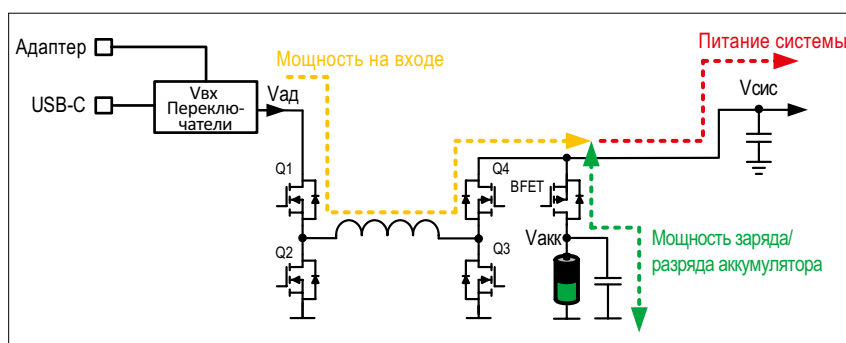 Адаптер
USB-C
Vвх
Переклю-
чатели
Vад
Мощность на входе
Питание системы
Vсис
Q1
Q4
BFET
Q2
Q3
Vакк
Мощность заряда/
разряда аккумулятора